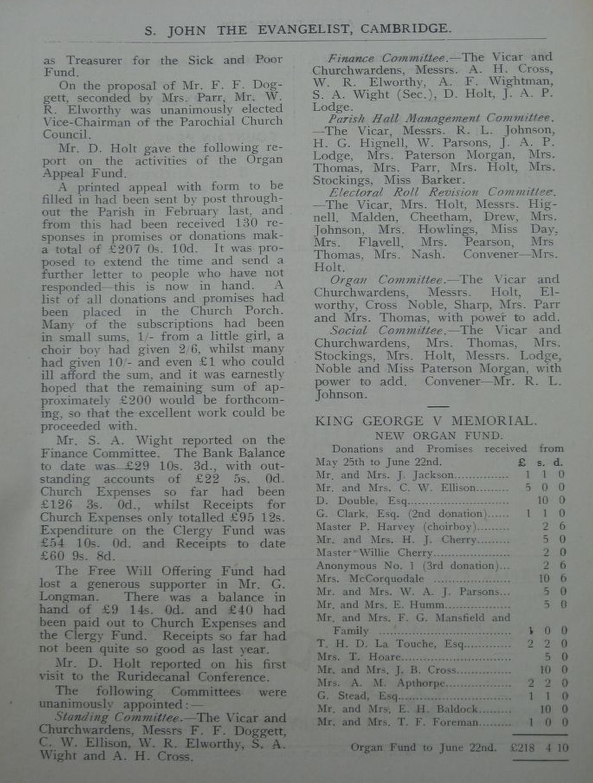 S. JOHN THE EVANGELIST, CAMBRIDGE.
as Treasurer for the Sick and Poor
Fund.
On the proposal of Mr. F. F. Dog-
gett, seconded by Mrs. Parr, Mr. W.
R. Elworthy was unanimously elected
Vice-Chairman of the Parochial Church
Council.
Mr. D. Holt gave the following re-
port on the activities of the Organ
Appeal Fund.
A printed appeal with form to be
filled in had been sent by post through-
out the Parish in February last, and
from this had been received 130 re-
sponses in promises or donations mak-
a total of £207 0s. 10d. It was pro-
posed to extend the time and send a
further letter to people who have not
responded—this is now in hand. A
list of all donations and promises had
been placed in the Church Porch.
Many of the subscriptions had been
in small sums, 1/- from a little girl, a
choir boy had given 2/6, whilst many
had given 10/- and even £1 who could
ill afford the sum, and it was earnestly
hoped that the remaining sum of ap-
proximately £200 would be forthcom-
ing, so that the excellent work could be
proceeded with.
Mr. S. A. Wight reported on the
Finance Committee. The Bank Balance
to date was £29 10s. 3d., with out-
standing accounts of £22 5s. 0d.
Church Expenses so far had been
£126 3s. 0d., whilst Receipts for
Church Expenses only totalled £95 12s.
Expenditure on the Clergy Fund was
£54 10s. 0d. and Receipts to date
£60 9s. 8d.
The Free Will Offering Fund had
lost a generous supporter in Mr. G.
Longman. There was a balance in
hand of £9 14s. 0d. and £40 had
been paid out to Church Expenses and
the Clergy Fund. Receipts so far had
not been quite so good as last year.
Mr. D. Holt reported on his first
visit to the Ruridecanal Conference.
The following Committees were
unanimously appointed:—
Standing Committee.—The Vicar and
Churchwardens, Messrs F. F. Doggett,
C. W. Ellison, W. R. Elworthy, S. A.
Wight and A. H. Cross.
Finance Committee.—The Vicar and
Churchwardens, Messrs. A. H. Cross,
W. R. Elworthy, A. F. Wightman,
S. A. Wight (Sec.), D. Holt, J. A. P.
Lodge.
Parish Hall Management Committee.
—The Vicar, Messrs. R. L. Johnson,
H. G. Hignell, W. Parsons, J. A. P.
Lodge, Mrs. Paterson Morgan, Mrs.
Thomas, Mrs. Parr, Mrs. Holt, Mrs.
Stockings, Miss Barker.
Electoral Roll Revision Committee.
—The Vicar, Mrs. Holt, Messrs. Hig-
nell, Malden, Cheetham, Drew, Mrs.
Johnson, Mrs. Howlings, Miss Day,
Mrs. Flavell, Mrs. Pearson, Mrs
Thomas, Mrs. Nash. Convener—Mrs.
Holt.
Organ Committee.—The Vicar and
Churchwardens, Messrs. Holt, El-
worthy, Cross Noble, Sharp, Mrs. Parr
and Mrs. Thomas, with power to add.
Social Committee.—The Vicar and
Churchwardens, Mrs. Thomas, Mrs.
Stockings, Mrs. Holt, Messrs. Lodge,
Noble and Miss Paterson Morgan, with
power to add. Convener—Mr. R. L.
Johnson.
KING GEORGE V MEMORIAL.
NEW ORGAN FUND.
Donations and Promises received from
May 25th to June 22nd. £ s. d.
Mr. and Mrs. J. Jackson.............. 1 1 0
Mr. and Mrs. C. W. Ellison......... 5 0 0
D. Double, Esq......................... 10 0
G. Clark, Esq. (2nd donation)...... 1 1 0
Master P. Harvey (choirboy)........ 2 6
Mr. and Mrs. H. J. Cherry........... 5 0
Master Willie Cherry.................. 2 0
Anonymous No. 1 (3rd donation)... 2 6
Mrs. McCorquodale ................... 10 6
Mr. and Mrs. W. A. J. Parsons... 5 0
Mr. and Mrs. E. Humm............... 5 0
Mr. and Mrs. F. G. Mansfield and
Family ................................. 1 0 0
T. H. D. La Touche, Esq............ 2 2 0
Mrs. T. Hoare.......................... 5 0
Mr. and Mrs. J. B. Cross............ 10 0
Mrs. A. M. Apthorpe................. 2 2 0
G. Stead, Esq........................... 1 1 0
Mr. and Mrs. E. H. Baldock........ 10 0
Mr. and Mrs. T. F. Foreman........ 1 0 0
Organ Fund to June 22nd. £218 4 10